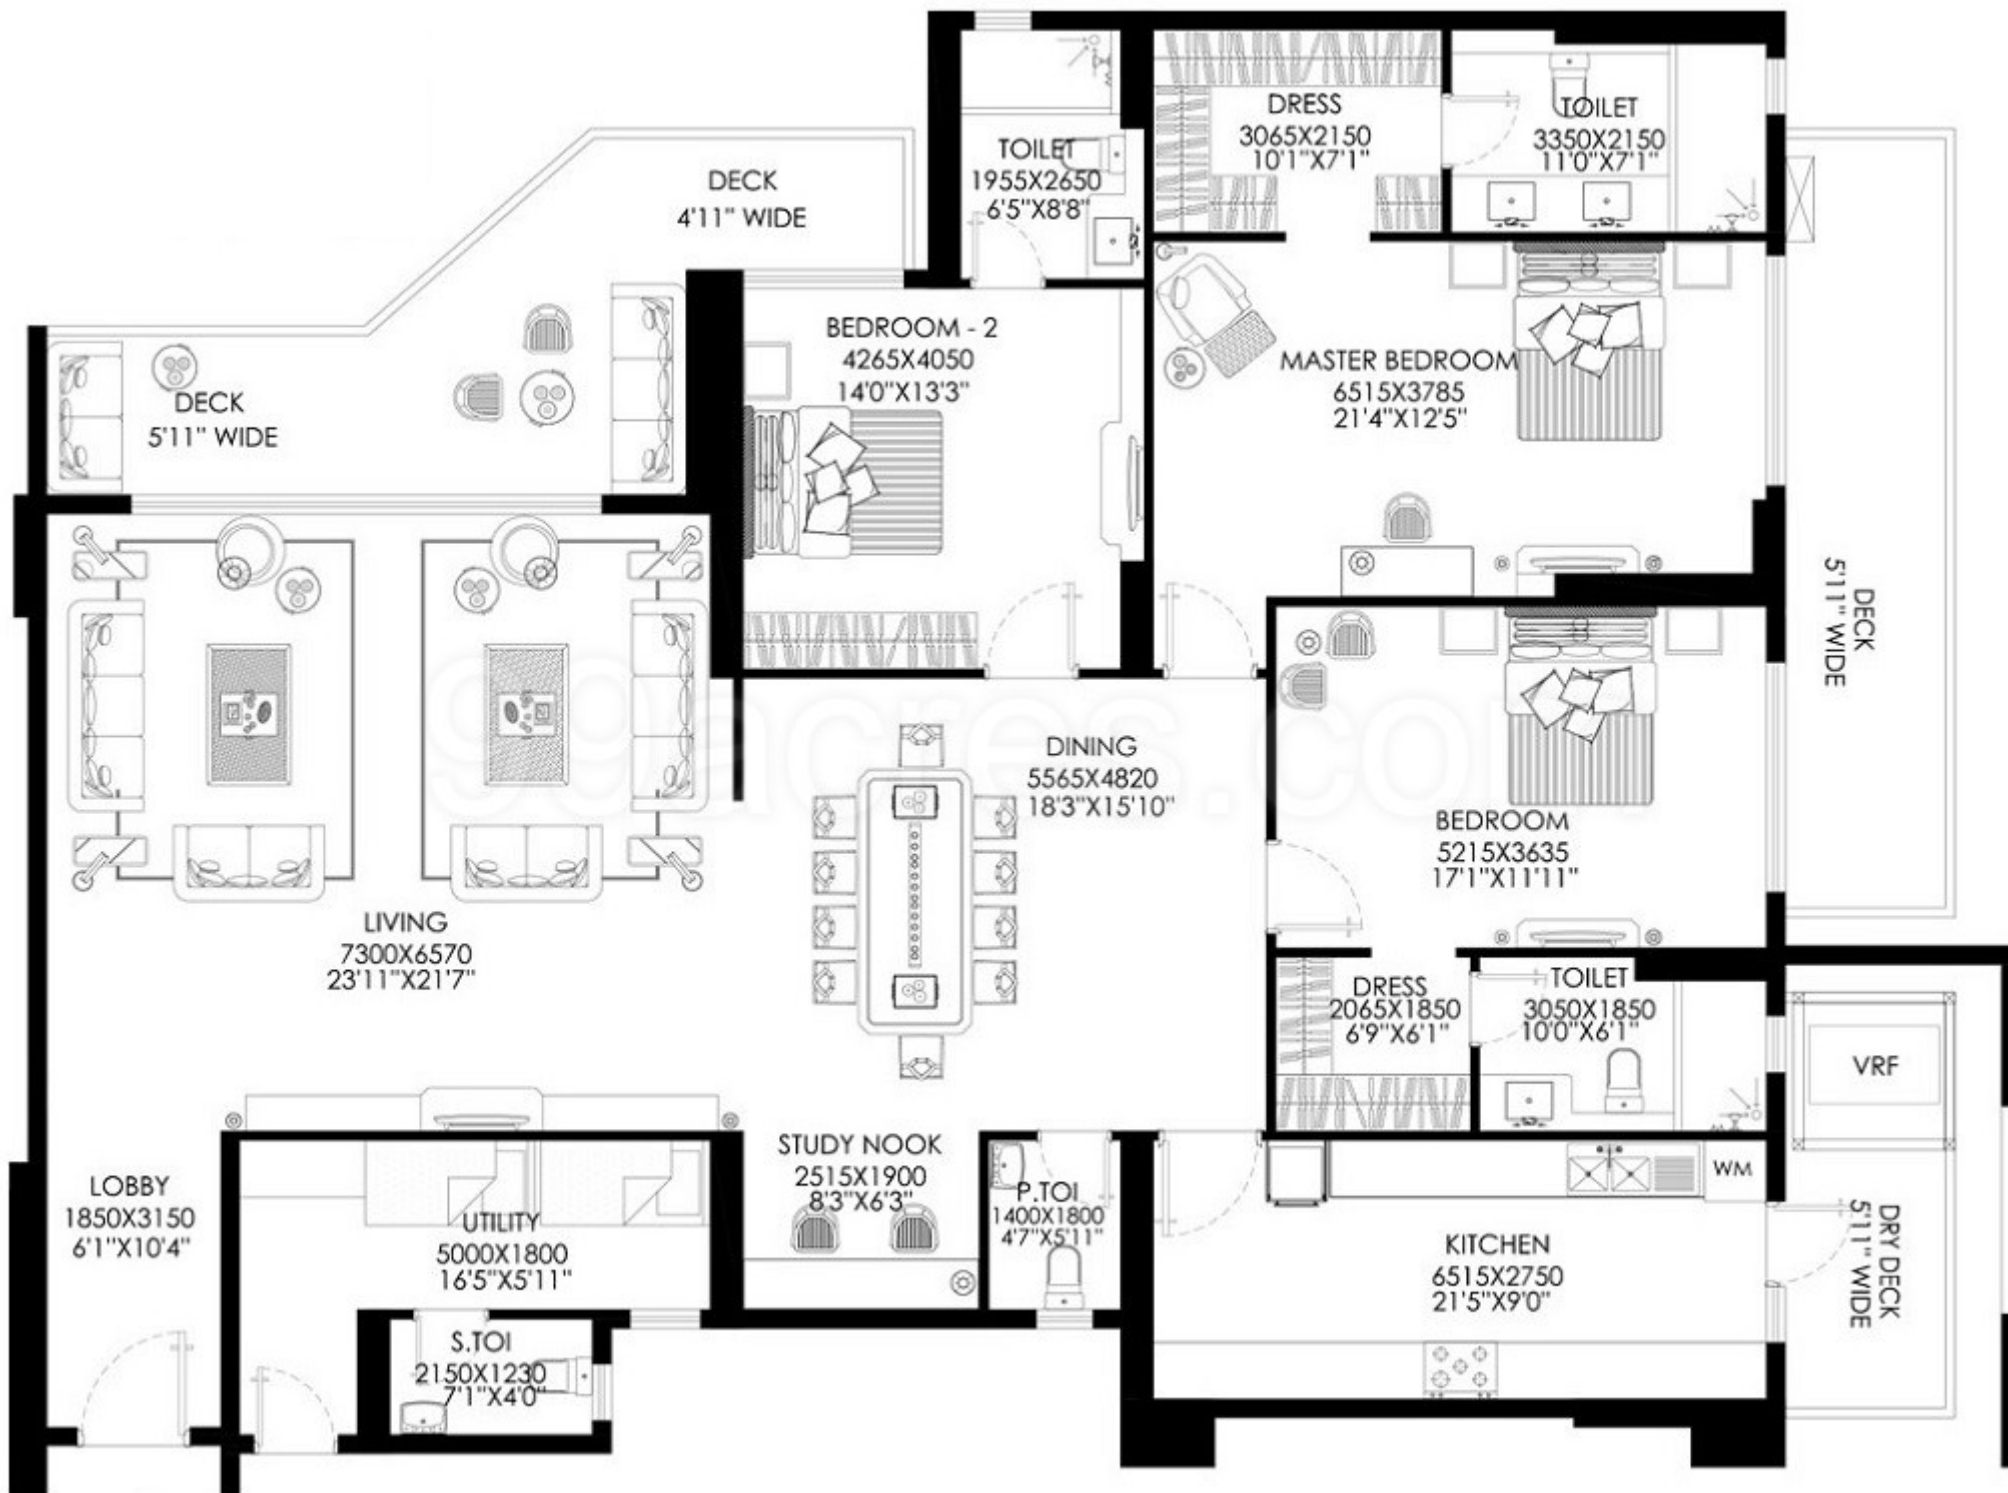 DRESS
3065X2150
10'1"X7'1"
TOILET
3350X2150
11'0"X7'1"
TOILET
1955X2650
6'5"X8'8"
DECK
4'11" WIDE
BEDROOM - 2
4265X4050
14'0"X13'3"
MASTER BEDROOM
6515X3785
21'4"X12'5"
DECK
5'11" WIDE
DECK
5'11" WIDE
99acres.com
DINING
5565X4820
18'3"X15'10"
BEDROOM
5215X3635
17'1"X11'11"
LIVING
7300X6570
23'11"X21'7"
DRESS
2065X1850
6'9"X6'1"
TOILET
3050X1850
10'0"X6'1"
VRF
STUDY NOOK
2515X1900
8'3"X6'3"
WM
LOBBY
1850X3150
6'1"X10'4"
UTILITY
5000X1800
16'5"X5'11"
P.TOI
1400X1800
4'7"X5'11"
KITCHEN
6515X2750
21'5"X9'0"
DRY DECK
5'11" WIDE
S.TOI
2150X1230
7'1"X4'0"